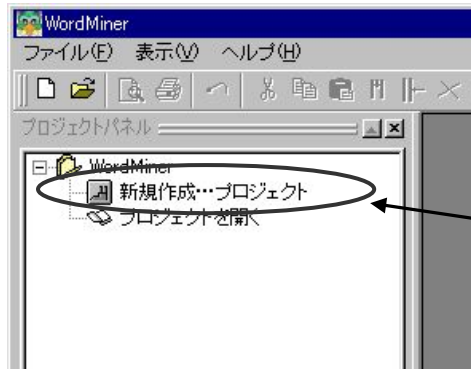 WordMiner
ファイル(F) 表示(V) ヘルプ(H)
プロジェクトパネル
WordMiner
新規作成…プロジェクト
プロジェクトを開く